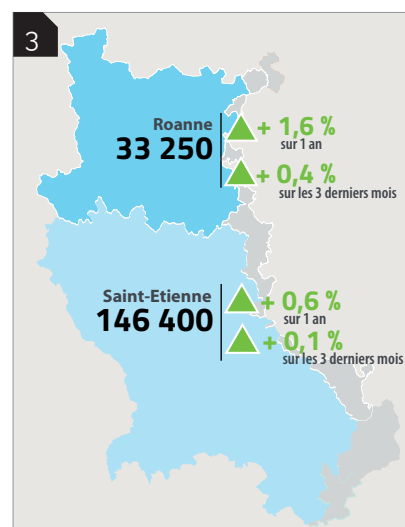 3
Roanne
33 250
+ 1,6 %
sur 1 an
+ 0,4 %
sur les 3 derniers mois
Saint-Etienne
146 400
+ 0,6 %
sur 1 an
+ 0,1 %
sur les 3 derniers mois